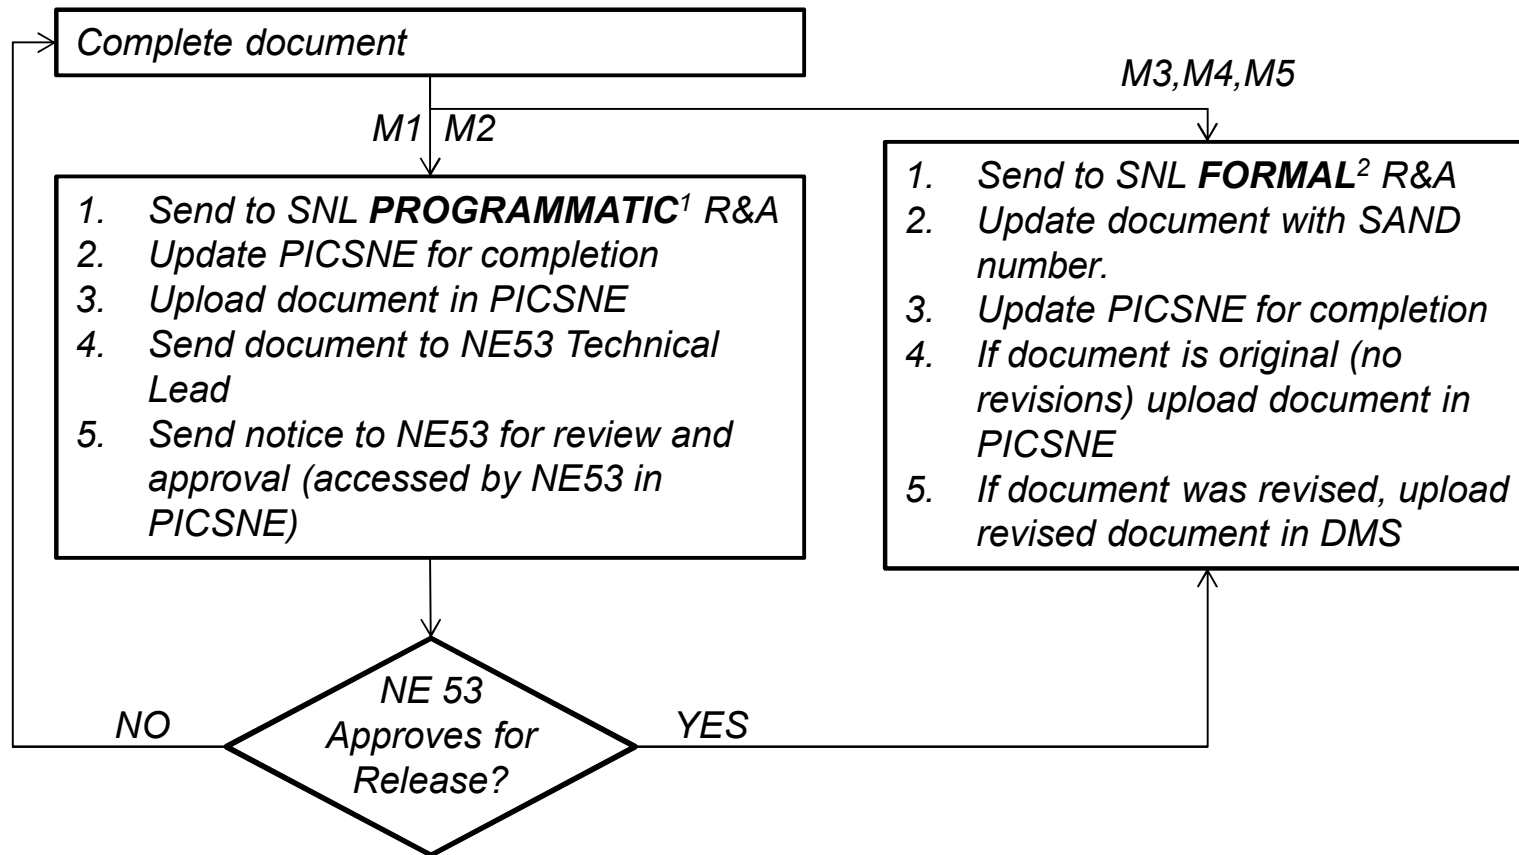 Complete document
M3,M4,M5
M1 M2
1. Send to SNL PROGRAMMATIC1 R&A
2. Update PICSNE for completion
3. Upload document in PICSNE
4. Send document to NE53 Technical
Lead
5. Send notice to NE53 for review and
approval (accessed by NE53 in
PICSNE)
1. Send to SNL FORMAL2 R&A
2. Update document with SAND
number.
3. Update PICSNE for completion
4. If document is original (no
revisions) upload document in
PICSNE
5. If document was revised, upload
revised document in DMS
NO
NE 53
Approves for
Release?
YES